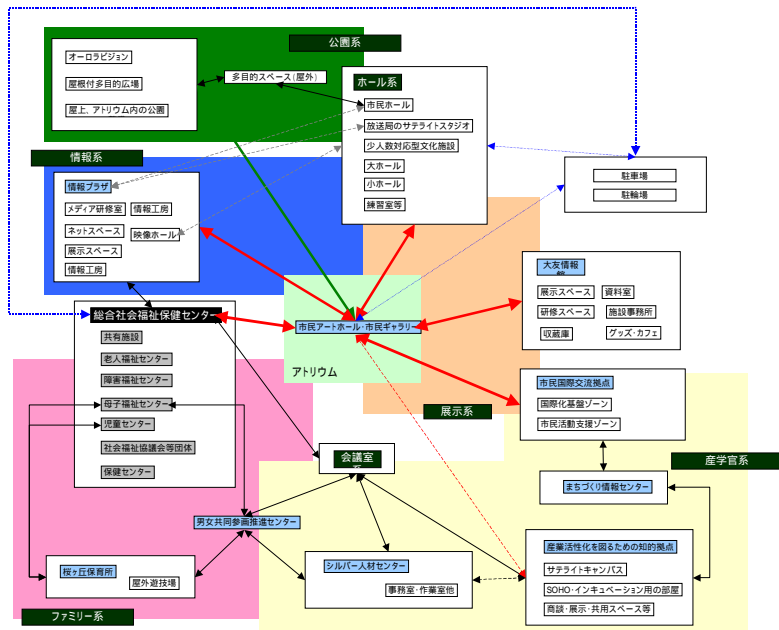 公園系
オーロラビジョン
屋根付多目的広場
屋上、アトリウム内の公園
多目的スペース(屋外)
ホール系
市民ホール
放送局のサテライトスタジオ
少人数対応型文化施設
大ホール
小ホール
練習室等
情報系
情報プラザ
メディア研修室
情報工房
ネットスペース
映像ホール
展示スペース
情報工房
駐車場
駐輪場
大友情報
展示スペース
資料室
研修スペース
施設事務所
収蔵庫
グッズ・カフェ
総合社会福祉保健センター
共有施設
老人福祉センター
障害福祉センター
母子福祉センター
児童センター
社会福祉協議会等団体
保健センター
市民アートホール・市民ギャラリー
アトリウム
市民国際交流拠点
国際化基盤ゾーン
市民活動支援ゾーン
展示系
会議室
系
産学官系
まちづくり情報センター
男女共同参画推進センター
桜ヶ丘保育所
屋外遊技場
シルバー人材センター
事務室・作業室他
産業活性化を図るための知的拠点
サテライトキャンパス
SOHO・インキュベーション用の部屋
商談・展示・共用スペース等
ファミリー系